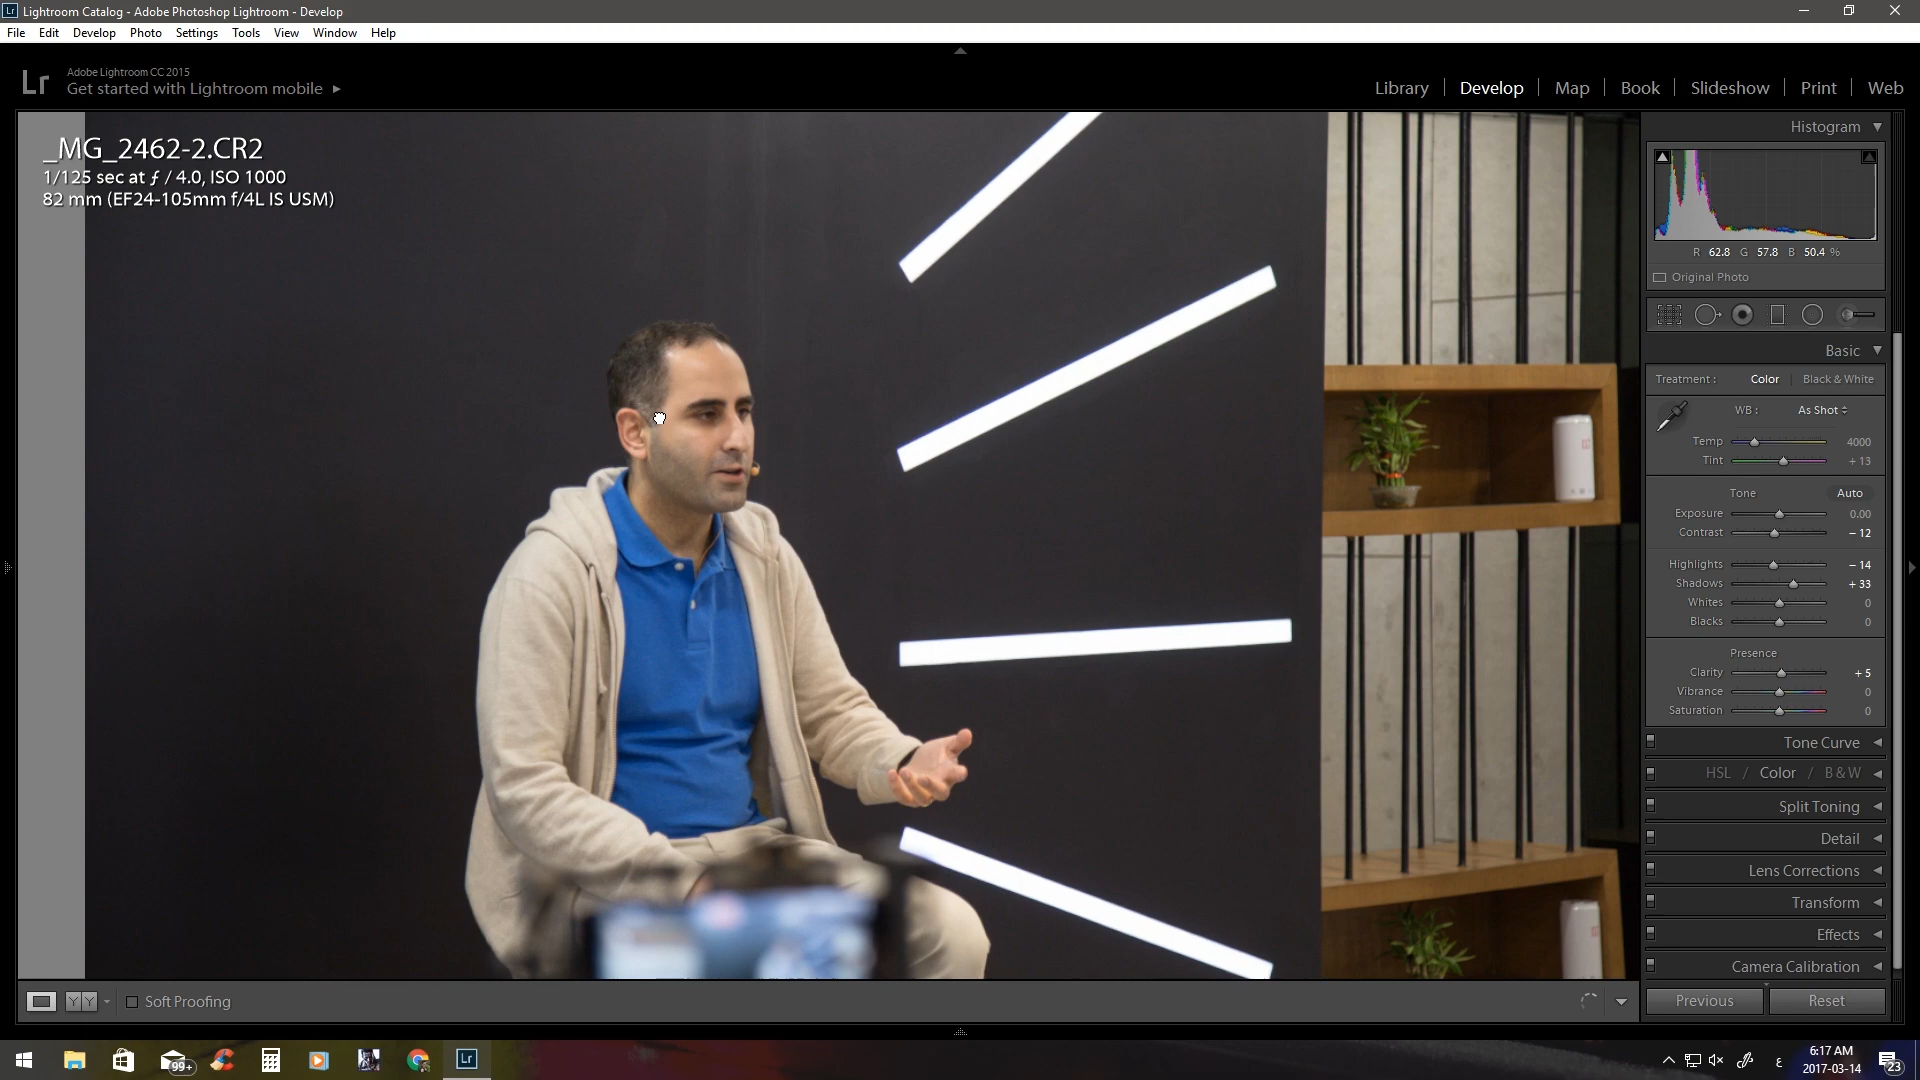 Lr Lightroom Catalog - Adobe Photoshop Lightroom - Develop
File Edit Develop Photo Settings Tools View Window Help
Lr
Adobe Lightroom CC 2015
Get started with Lightroom mobile
Library Develop Map Book Slideshow Print Web
_MG_2462-2.CR2
1/125 sec at ƒ / 4.0, ISO 1000
82 mm (EF24-105mm f/4L IS USM)
Histogram
R 62.8 G 57.8 B 50.4 %
Original Photo
Basic
Treatment : Color Black & White
WB : As Shot
Temp 4000
Tint + 13
Tone Auto
Exposure 0.00
Contrast − 12
Highlights − 14
Shadows + 33
Whites 0
Blacks 0
Presence
Clarity + 5
Vibrance 0
Saturation 0
Tone Curve
HSL / Color / B & W
Split Toning
Detail
Lens Corrections
Transform
Effects
Camera Calibration
Y Y Soft Proofing
Previous Reset
99+
Lr
ع
6:17 AM
2017-03-14
23